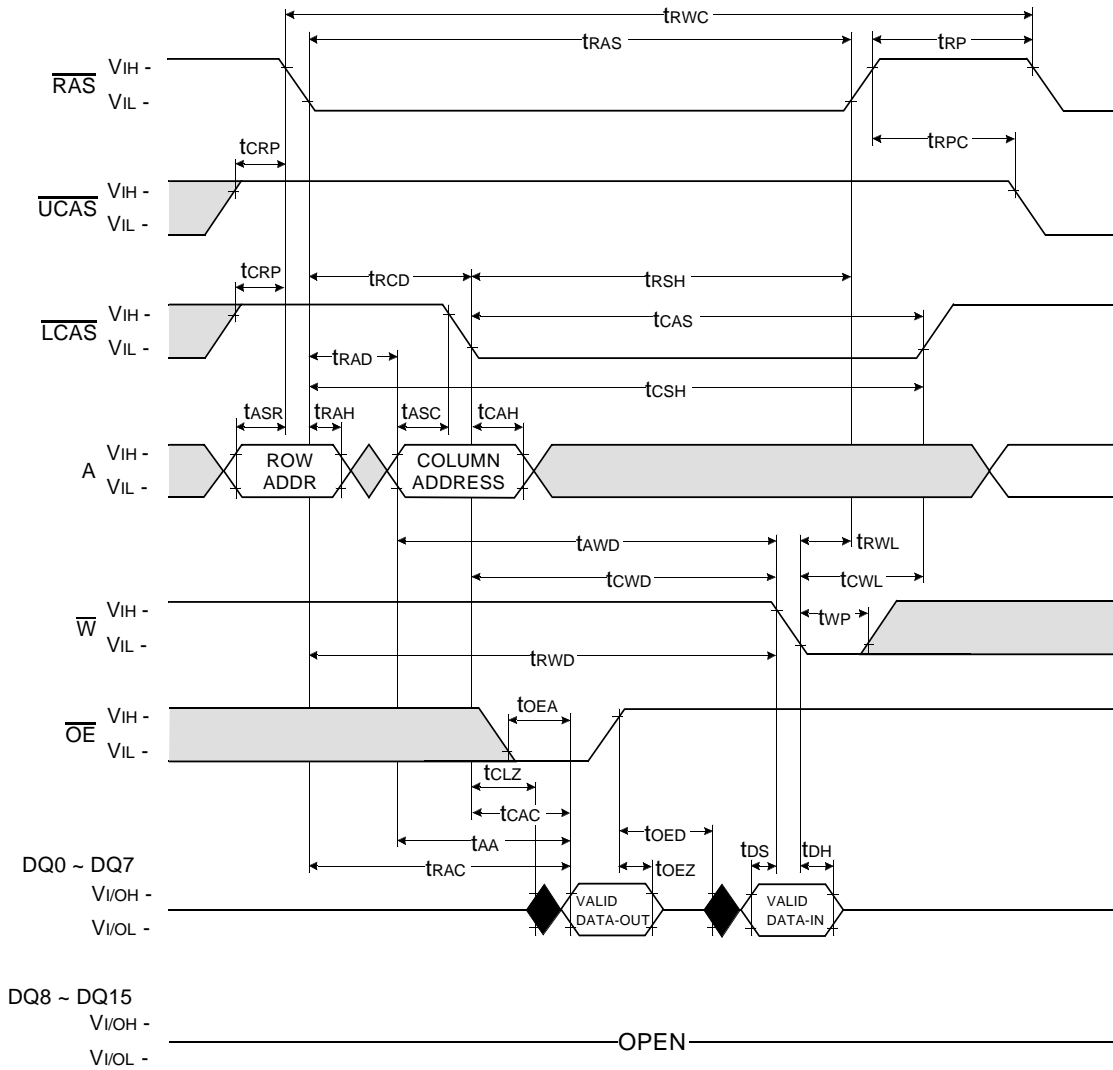 tRWC
tRAS
tRP
RAS
VIH -
VIL -
tCRP
tRPC
UCAS
VIH -
VIL -
tCRP
tRCD
tRSH
LCAS
VIH -
VIL -
tCAS
tRAD
tCSH
tASR
tRAH
tASC
tCAH
A
VIH -
VIL -
ROW
ADDR
COLUMN
ADDRESS
tAWD
tRWL
tCWD
tCWL
W
VIH -
VIL -
tWP
tRWD
OE
VIH -
VIL -
tOEA
tCLZ
tCAC
tAA
tOED
tRAC
tOEZ
tDS
tDH
DQ0 ~ DQ7
VI/OH -
VI/OL -
VALID
DATA-OUT
VALID
DATA-IN
DQ8 ~ DQ15
VI/OH -
VI/OL -
OPEN